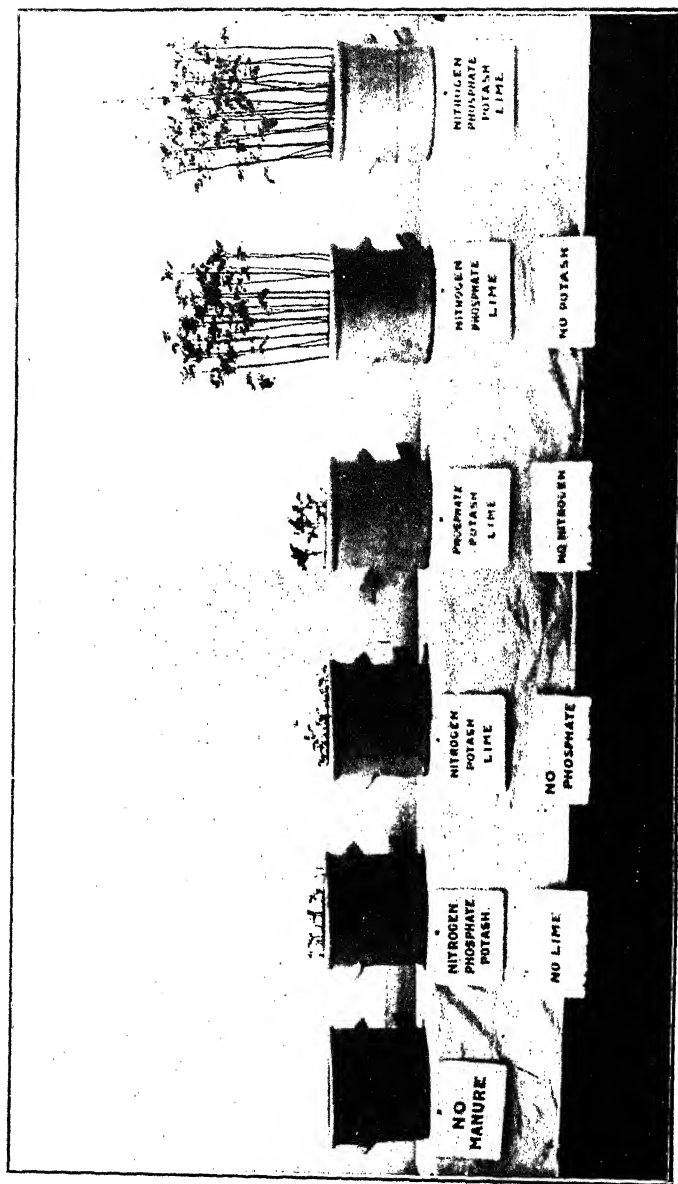 NO
MANURE
NITROGEN
PHOSPHATE
POTASH.
NO LIME
NITROGEN
POTASH
LIME
NO
PHOSPHATE
PHOSPHATE
POTASH
LIME
NO NITROGEN
NITROGEN
PHOSPHATE
LIME
NO POTASH
NITROGEN
PHOSPHATE
POTASH
LIME